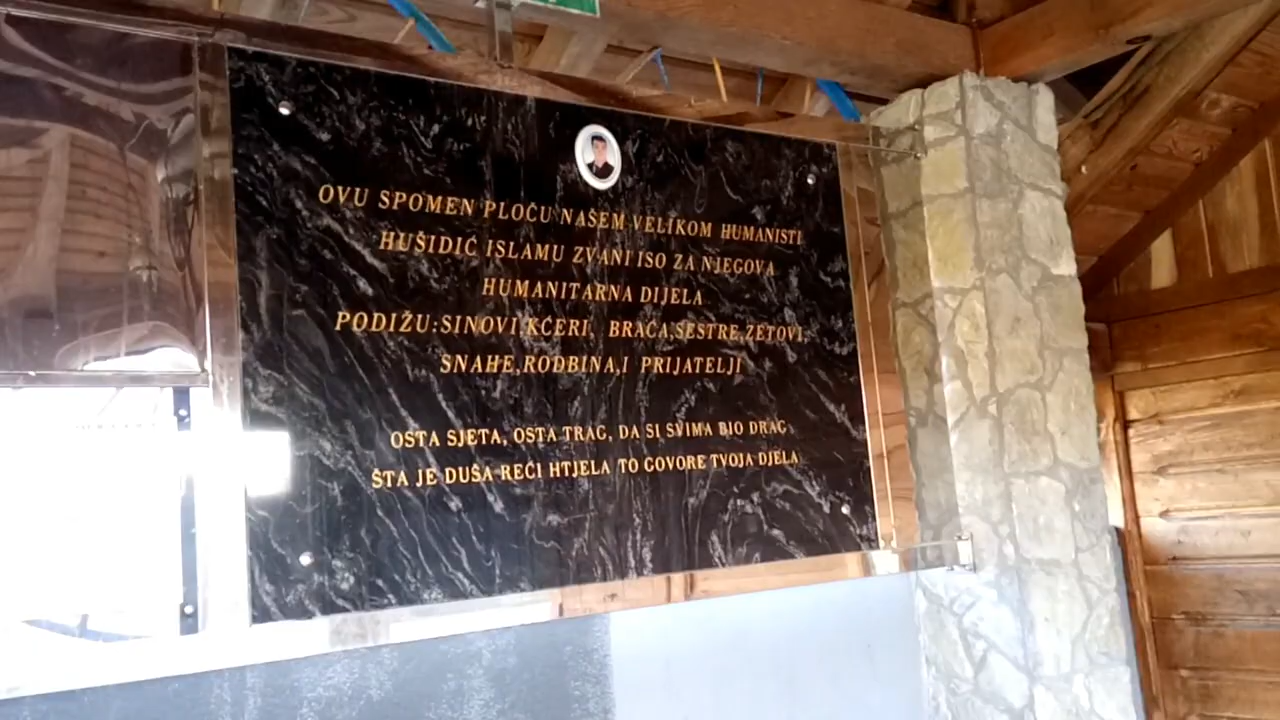 OVU SPOMEN PLOČU NAŠEM VELIKOM HUMANISTI
HUŠIDIĆ ISLAMU ZVANI ISO ZA NJEGOVA
HUMANITARNA DIJELA
PODIŽU:SINOVI,KĆERI, BRAĆA,SESTRE,ZETOVI,
SNAHE,RODBINA,I PRIJATELJI
OSTA SJETA, OSTA TRAG, DA SI SVIMA BIO DRAG
ŠTA JE DUŠA REĆI HTJELA TO GOVORE TVOJA DJELA